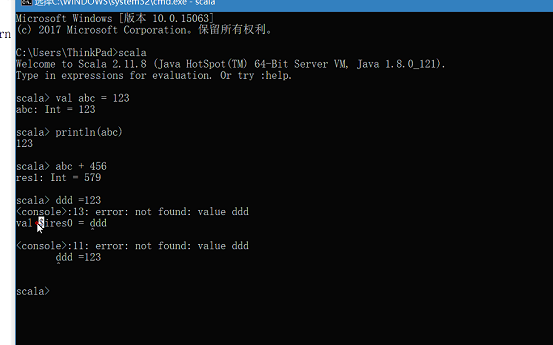 选择C:\WINDOWS\system32\cmd.exe - scala
Microsoft Windows [版本 10.0.15063]
(c) 2017 Microsoft Corporation。保留所有权利。
rn
C:\Users\ThinkPad>scala
Welcome to Scala 2.11.8 (Java HotSpot(TM) 64-Bit Server VM, Java 1.8.0_121).
Type in expressions for evaluation. Or try :help.
scala> val abc = 123
abc: Int = 123
scala> println(abc)
123
scala> abc + 456
res1: Int = 579
scala> ddd =123
<console>:13: error: not found: value ddd
val $ires0 = ddd
^
<console>:11: error: not found: value ddd
ddd =123
^
scala>